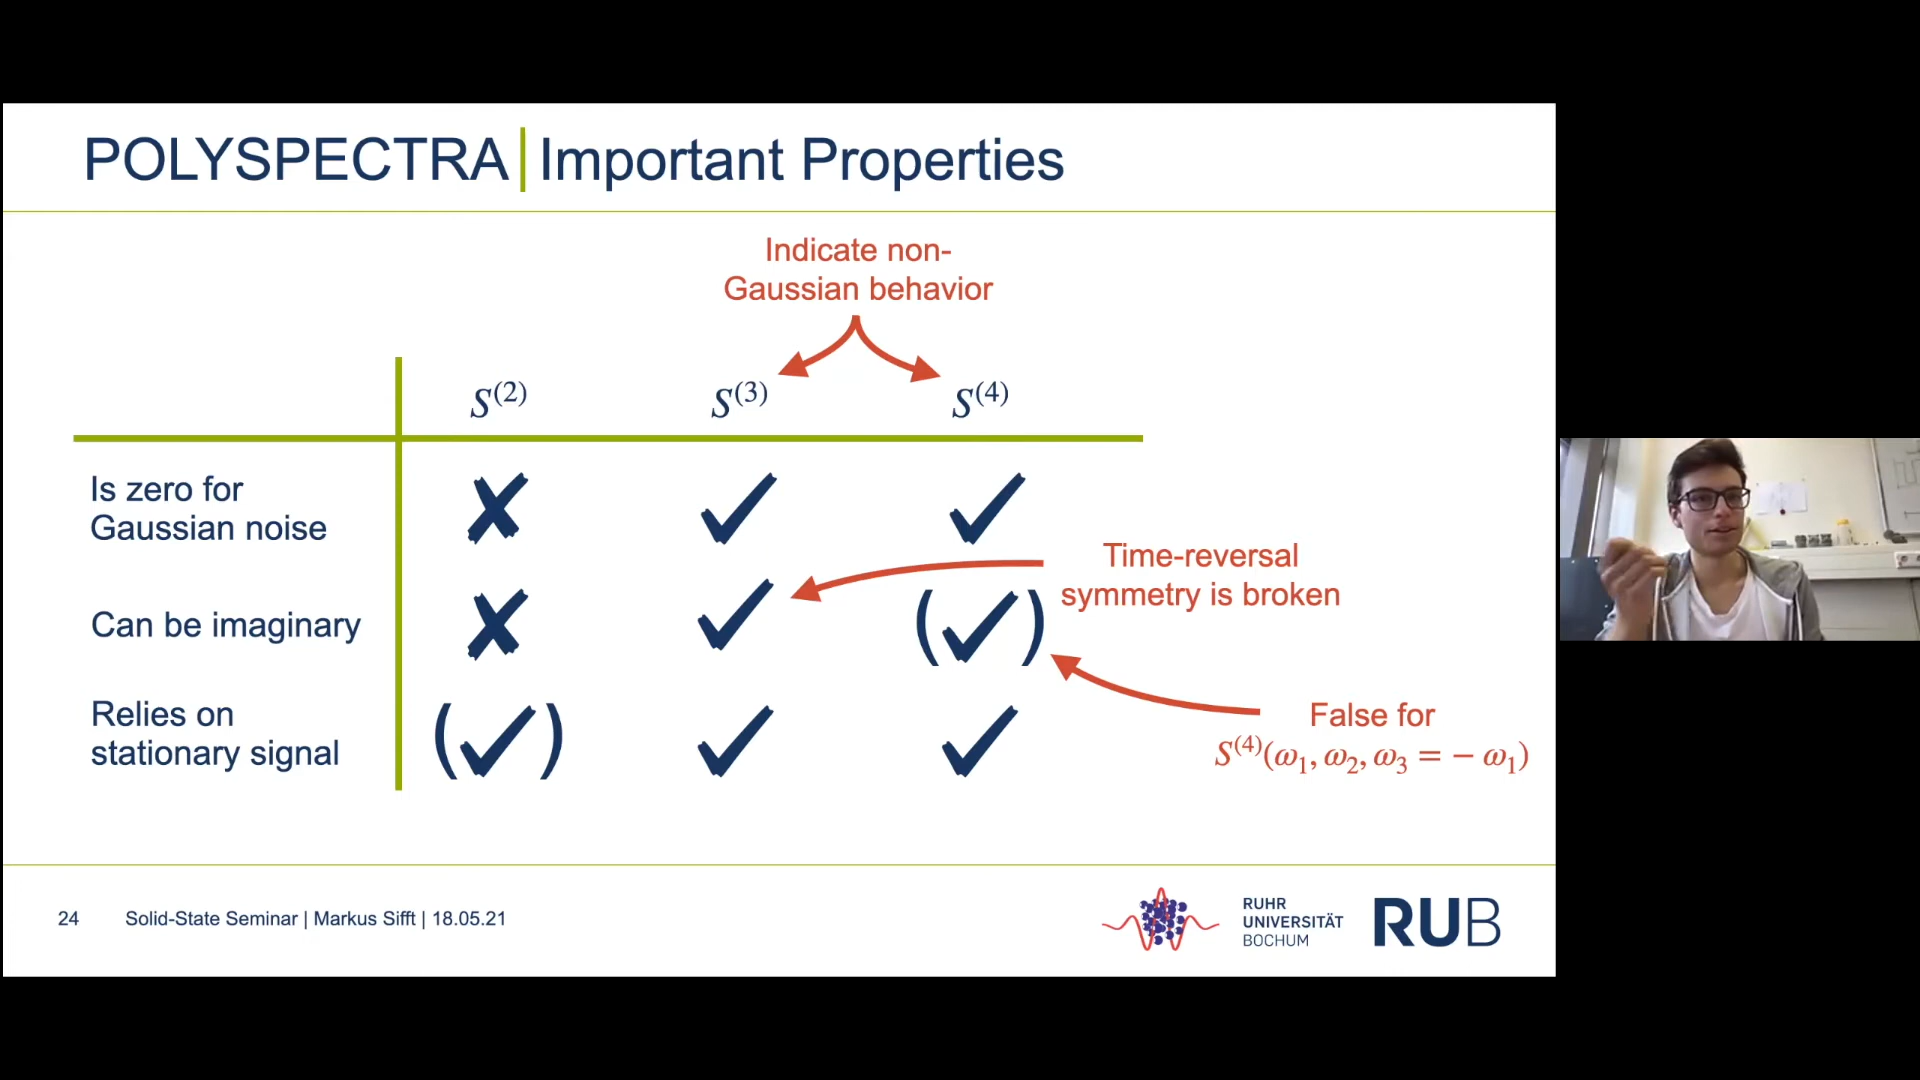 POLYSPECTRA|Important Properties
Indicate non-
Gaussian behavior
S⁽²⁾ S⁽³⁾ S⁽⁴⁾
Is zero for
Gaussian noise ✘ ✓ ✓
Time-reversal
symmetry is broken
Can be imaginary ✘ ✓ (✓)
Relies on
stationary signal (✓) ✓ ✓
False for
S⁽⁴⁾(ω₁, ω₂, ω₃ = − ω₁)
24 Solid-State Seminar | Markus Sifft | 18.05.21
RUHR
UNIVERSITÄT
BOCHUM
RUB